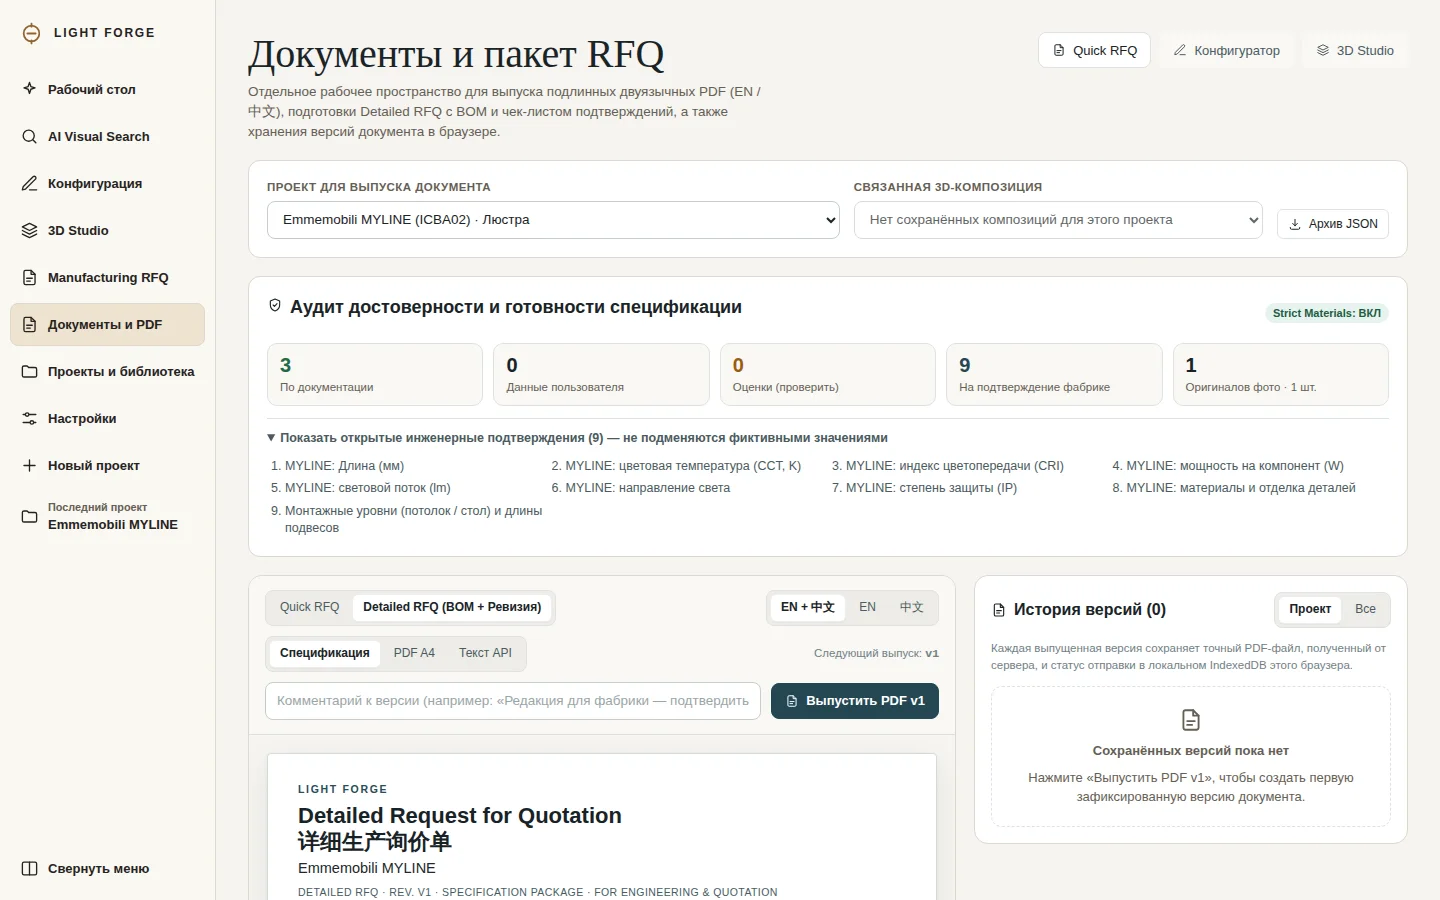 LIGHT FORGE
Рабочий стол
AI Visual Search
Конфигурация
3D Studio
Manufacturing RFQ
Документы и PDF
Проекты и библиотека
Настройки
Новый проект
Последний проект
Emmemobili MYLINE
Свернуть меню
Документы и пакет RFQ
Quick RFQ
Конфигуратор
3D Studio
Отдельное рабочее пространство для выпуска подлинных двуязычных PDF (EN /
中文), подготовки Detailed RFQ с BOM и чек-листом подтверждений, а также
хранения версий документа в браузере.
ПРОЕКТ ДЛЯ ВЫПУСКА ДОКУМЕНТА
Emmemobili MYLINE (ICBA02) · Люстра
СВЯЗАННАЯ 3D-КОМПОЗИЦИЯ
Нет сохранённых композиций для этого проекта
Архив JSON
Аудит достоверности и готовности спецификации
Strict Materials: ВКЛ
3
По документации
0
Данные пользователя
0
Оценки (проверить)
9
На подтверждение фабрике
1
Оригиналов фото · 1 шт.
▼ Показать открытые инженерные подтверждения (9) — не подменяются фиктивными значениями
1. MYLINE: Длина (мм)
2. MYLINE: цветовая температура (CCT, K)
3. MYLINE: индекс цветопередачи (CRI)
4. MYLINE: мощность на компонент (W)
5. MYLINE: световой поток (lm)
6. MYLINE: направление света
7. MYLINE: степень защиты (IP)
8. MYLINE: материалы и отделка деталей
9. Монтажные уровни (потолок / стол) и длины
подвесов
Quick RFQ
Detailed RFQ (BOM + Ревизия)
EN + 中文
EN
中文
Спецификация
PDF A4
Текст API
Следующий выпуск: v1
Комментарий к версии (например: «Редакция для фабрики — подтвердить
Выпустить PDF v1
LIGHT FORGE
Detailed Request for Quotation
详细生产询价单
Emmemobili MYLINE
DETAILED RFQ · REV. V1 · SPECIFICATION PACKAGE · FOR ENGINEERING & QUOTATION
История версий (0)
Проект
Все
Каждая выпущенная версия сохраняет точный PDF-файл, полученный от
сервера, и статус отправки в локальном IndexedDB этого браузера.
Сохранённых версий пока нет
Нажмите «Выпустить PDF v1», чтобы создать первую
зафиксированную версию документа.